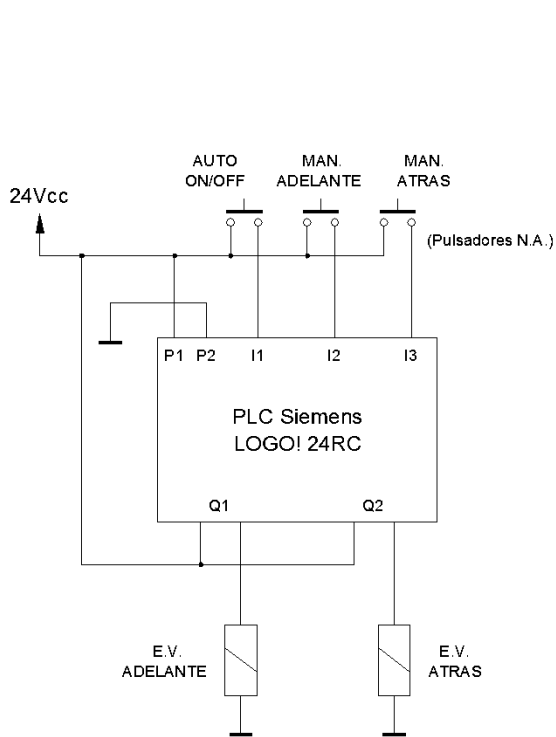 AUTO
ON/OFF
MAN.
ADELANTE
MAN.
ATRAS
24Vcc
(Pulsadores N.A.)
P1 P2 I1 I2 I3
PLC Siemens
LOGO! 24RC
Q1 Q2
E.V.
ADELANTE
E.V.
ATRAS